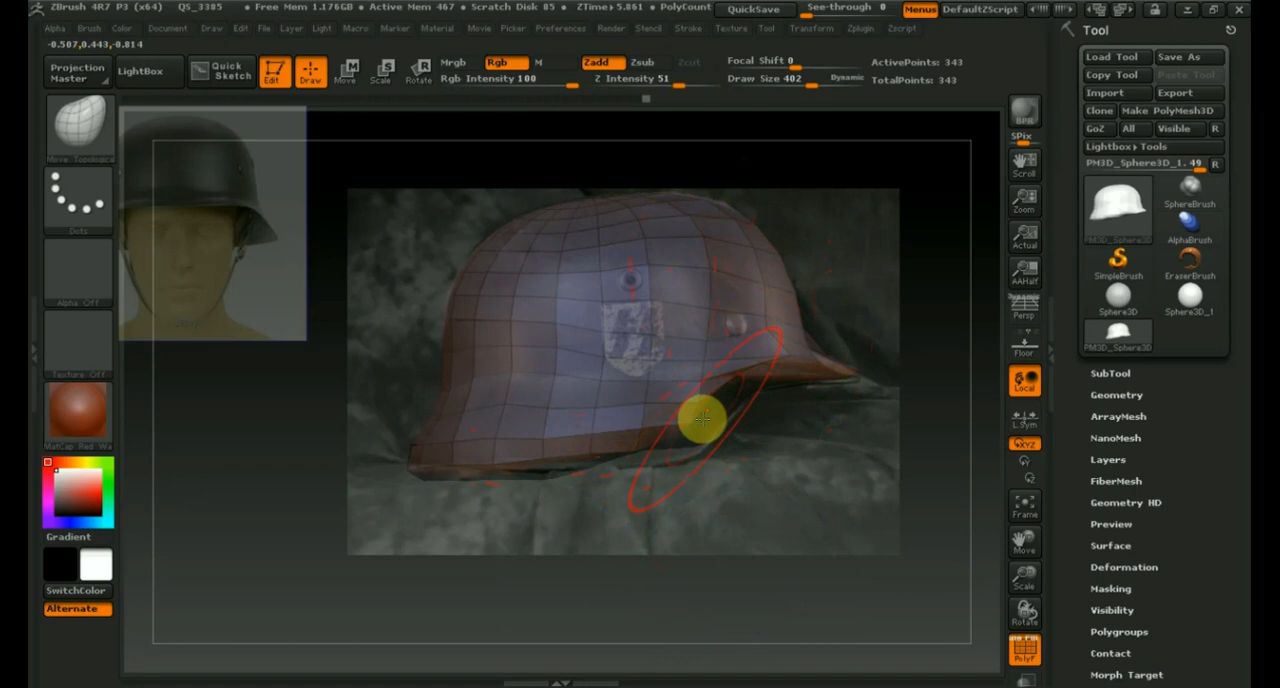 ZBrush 4R7 P3 (x64) QS_3385 • Free Mem 1.176GB • Active Mem 467 • Scratch Disk 85 • ZTime▸5.861 • PolyCount QuickSave See-through 0 Menus DefaultZScript
Alpha Brush Color Document Draw Edit File Layer Light Macro Marker Material Movie Picker Preferences Render Stencil Stroke Texture Tool Transform Zplugin Zscript
-0.507,0.443,-0.814
Projection Master
LightBox
Quick Sketch
Edit
Draw
Move
Scale
Rotate
Mrgb Rgb M
Rgb Intensity 100
Zadd Zsub Zcut
Z Intensity 51
Focal Shift 0
Draw Size 402 Dynamic
ActivePoints: 343
TotalPoints: 343
Move Topological
Dots
Alpha Off
Texture Off
MatCap Red Wa
Gradient
SwitchColor
Alternate
BPR
SPix
Scroll
Zoom
Actual
AAHalf
Dynamic
Persp
Floor
Local
L.Sym
XYZ
Frame
Move
Scale
Rotate
PolyF
Tool
Load Tool Save As
Copy Tool Paste Tool
Import Export
Clone Make PolyMesh3D
GoZ All Visible R
Lightbox▸Tools
PM3D_Sphere3D_1. 49 R
PM3D_Sphere3D
SphereBrush
AlphaBrush
SimpleBrush EraserBrush
Sphere3D Sphere3D_1
PM3D_Sphere3D
SubTool
Geometry
ArrayMesh
NanoMesh
Layers
FiberMesh
Geometry HD
Preview
Surface
Deformation
Masking
Visibility
Polygroups
Contact
Morph Target